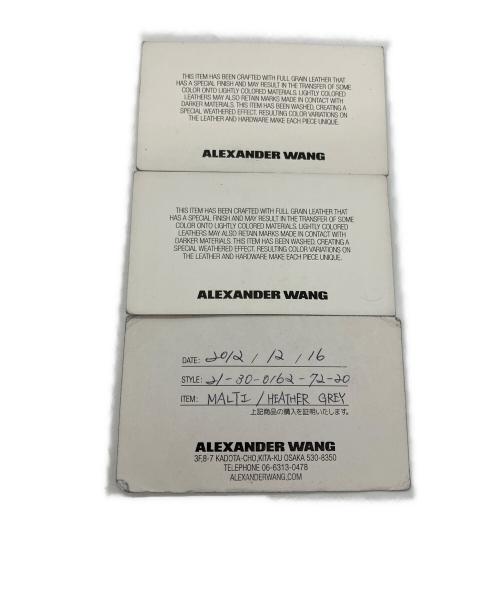 THIS ITEM HAS BEEN CRAFTED WITH FULL GRAIN LEATHER THAT
HAS A SPECIAL FINISH AND MAY RESULT IN THE TRANSFER OF SOME
COLOR ONTO LIGHTLY COLORED MATERIALS. LIGHTLY COLORED
LEATHERS MAY ALSO RETAIN MARKS MADE IN CONTACT WITH
DARKER MATERIALS. THIS ITEM HAS BEEN WASHED, CREATING A
SPECIAL WEATHERED EFFECT. RESULTING COLOR VARIATIONS ON
THE LEATHER AND HARDWARE MAKE EACH PIECE UNIQUE.
ALEXANDER WANG
THIS ITEM HAS BEEN CRAFTED WITH FULL GRAIN LEATHER THAT
HAS A SPECIAL FINISH AND MAY RESULT IN THE TRANSFER OF SOME
COLOR ONTO LIGHTLY COLORED MATERIALS. LIGHTLY COLORED
LEATHERS MAY ALSO RETAIN MARKS MADE IN CONTACT WITH
DARKER MATERIALS. THIS ITEM HAS BEEN WASHED, CREATING A
SPECIAL WEATHERED EFFECT. RESULTING COLOR VARIATIONS ON
THE LEATHER AND HARDWARE MAKE EACH PIECE UNIQUE.
ALEXANDER WANG
DATE: 2012 / 12 / 16
STYLE: 21-30-0162-72-20
ITEM: MALTI / HEATHER GREY
上記商品の購入を証明いたします。
ALEXANDER WANG
3F,8-7 KADOTA-CHO,KITA-KU OSAKA 530-8350
TELEPHONE 06-6313-0478
ALEXANDERWANG.COM